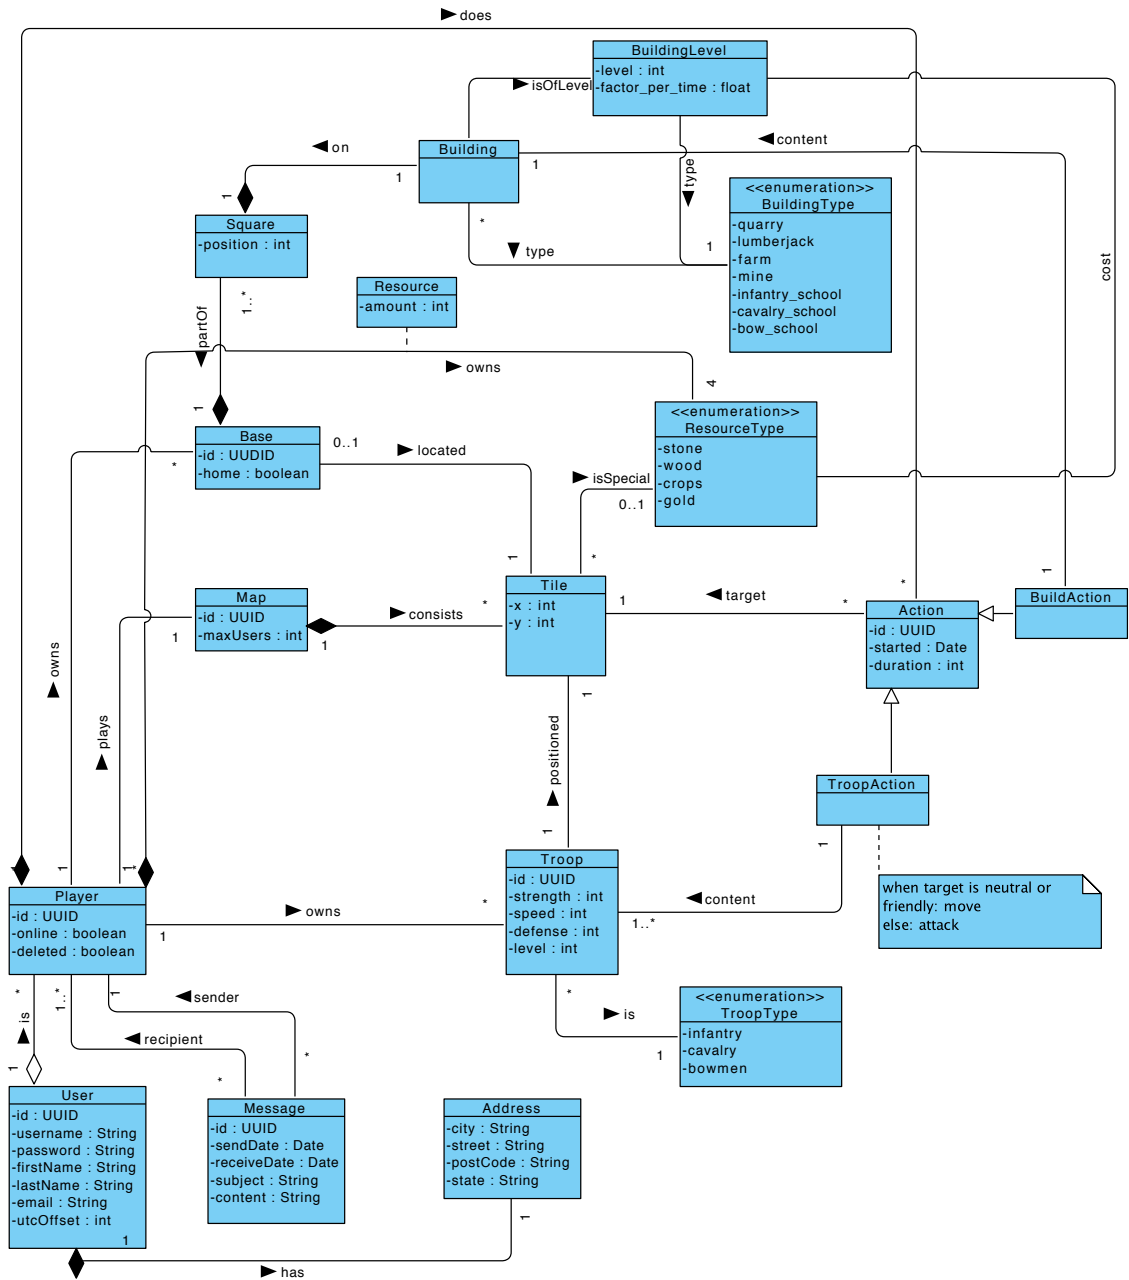 does
BuildingLevel
-level : int
-factor_per_time : float
isOfLevel
Building
on
1
1
content
1
type
<<enumeration>>
BuildingType
-quarry
-lumberjack
-farm
-mine
-infantry_school
-cavalry_school
-bow_school
1
*
type
cost
Square
-position : int
1..*
partOf
1
Resource
-amount : int
owns
4
<<enumeration>>
ResourceType
-stone
-wood
-crops
-gold
isSpecial
0..1
*
Base
-id : UUDID
-home : boolean
*
0..1
located
1
Map
-id : UUID
-maxUsers : int
1
1
consists
*
Tile
-x : int
-y : int
1
target
*
*
Action
-id : UUID
-started : Date
-duration : int
1
BuildAction
owns
plays
1
positioned
1
TroopAction
1
when target is neutral or
friendly: move
else: attack
1
1
1
*
Player
-id : UUID
-online : boolean
-deleted : boolean
1
owns
*
Troop
-id : UUID
-strength : int
-speed : int
-defense : int
-level : int
content
1..*
*
is
1
<<enumeration>>
TroopType
-infantry
-cavalry
-bowmen
*
is
1
1..*
1
sender
*
recipient
*
User
-id : UUID
-username : String
-password : String
-firstName : String
-lastName : String
-email : String
-utcOffset : int
1
Message
-id : UUID
-sendDate : Date
-receiveDate : Date
-subject : String
-content : String
Address
-city : String
-street : String
-postCode : String
-state : String
1
has